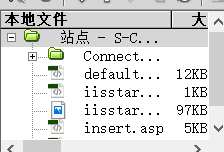 本地文件 大
站点 - S-C...
Connect...
default... 12KB
iisstar... 1KB
iisstar... 97KB
insert.asp 5KB